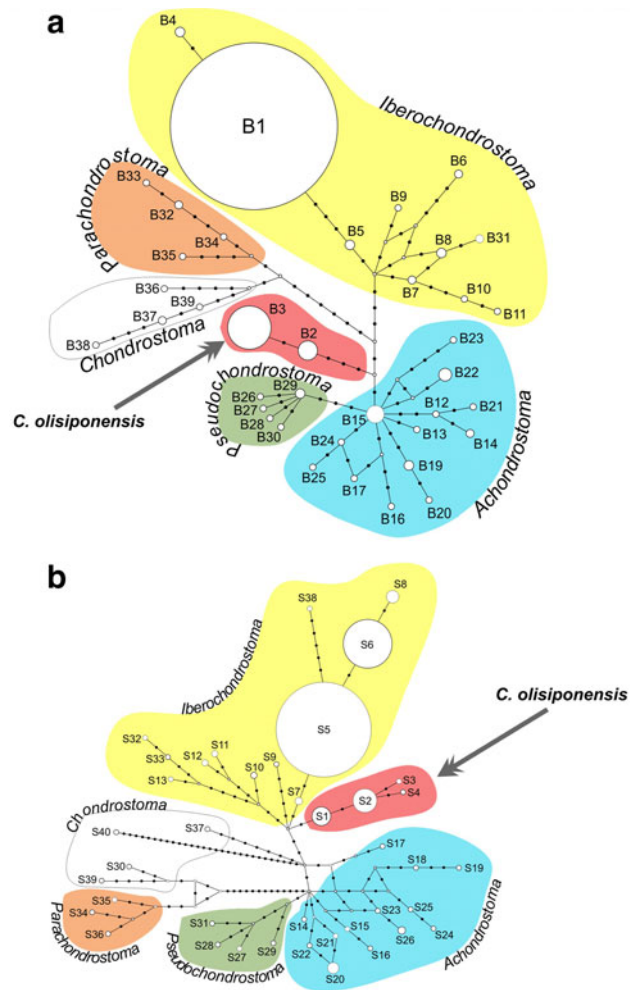 a
B4
B1
Iberochondrostoma
B6
B9
B8
B31
B5
B7
B10
B11
Parachondrostoma
B33
B32
B34
B35
B36
B39
B37
B38
Chondrostoma
B3
B2
C. olisiponensis
Pseudochondrostoma
B29
B26
B27
B28
B30
B23
B22
B15
B12
B21
B13
B14
B24
B19
B25
B17
B20
B16
Achondrostoma
b
S8
S38
S6
Iberochondrostoma
S5
C. olisiponensis
S32
S11
S33
S12
S10
S9
S13
S7
S3
S2
S4
S1
Chondrostoma
S40
S37
S17
S30
S18
S19
S39
S35
S34
S36
Parachondrostoma
S31
S28
S27
S29
Pseudochondrostoma
S14
S23
S25
S15
S21
S26
S24
S22
S16
S20
Achondrostoma